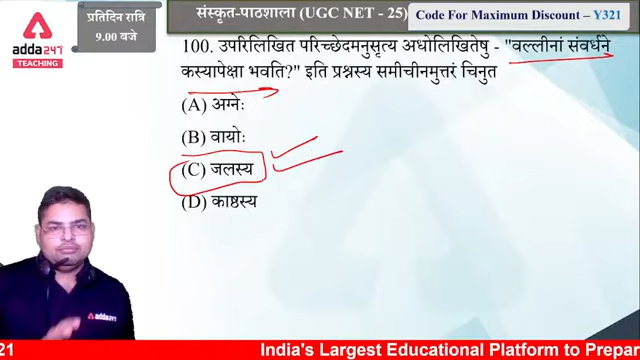 adda 247
TEACHING
प्रतिदिन रात्रि
9.00 बजे
संस्कृत-पाठशाला (UGC NET - 25)
Code For Maximum Discount – Y321
100. उपरिलिखित परिच्छेदमनुसृत्य अधोलिखितेषु - "वल्लीनां संवर्धने
कस्यापेक्षा भवति?" इति प्रश्नस्य समीचीनमुत्तरं चिनुत
(A) अग्नेः
(B) वायोः
(C) जलस्य
(D) काष्ठस्य
21
India's Largest Educational Platform to Prepar